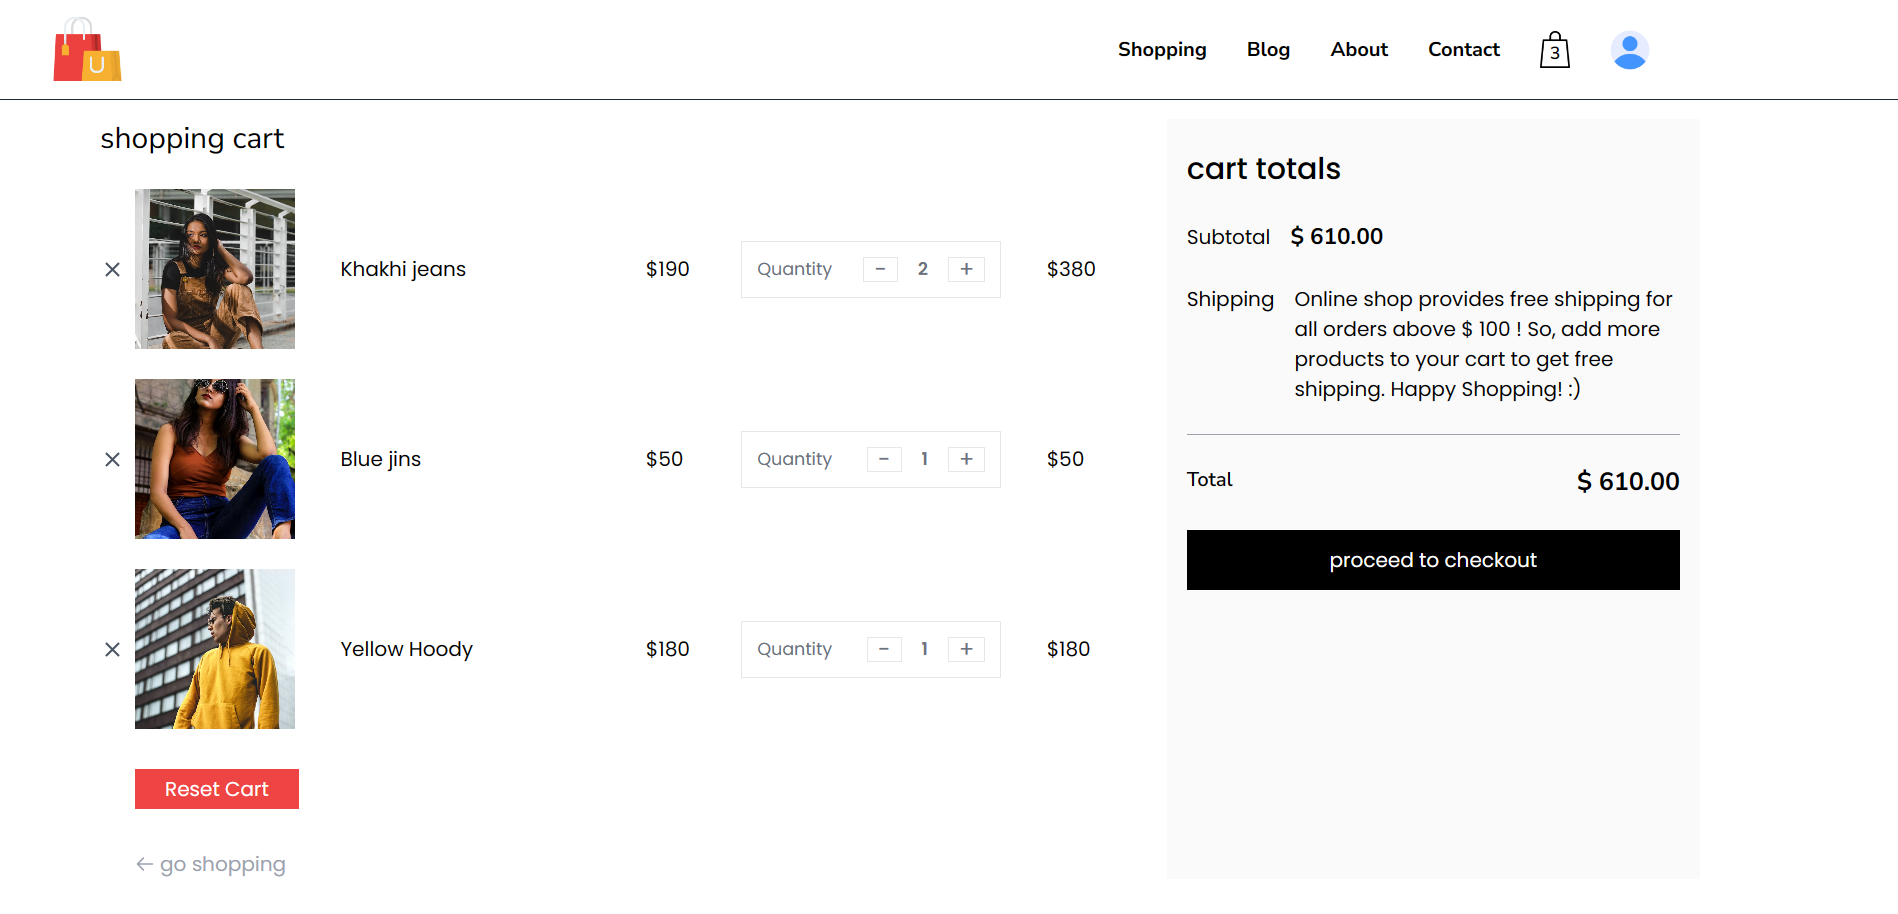 U
Shopping Blog About Contact 3
shopping cart
Khakhi jeans $190 Quantity - 2 + $380
Blue jins $50 Quantity - 1 + $50
Yellow Hoody $180 Quantity - 1 + $180
Reset Cart
← go shopping
cart totals
Subtotal $ 610.00
Shipping Online shop provides free shipping for
all orders above $ 100 ! So, add more
products to your cart to get free
shipping. Happy Shopping! :)
Total $ 610.00
proceed to checkout